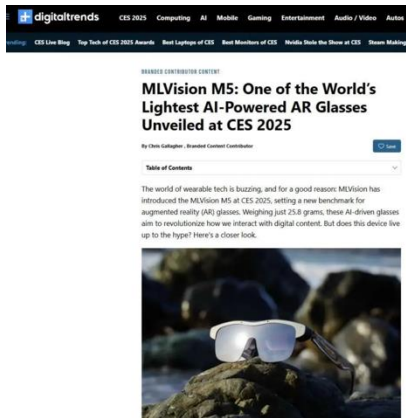 digitaltrends CES 2025 Computing AI Mobile Gaming Entertainment Audio / Video Autos
CES Live Blog Top Tech of CES 2025 Awards Best Laptops of CES Best Monitors of CES Nvidia Stole the Show at CES Steam Making
BRANDED CONTRIBUTOR CONTENT
MLVision M5: One of the World's
Lightest AI-Powered AR Glasses
Unveiled at CES 2025
By Chris Gallagher , Branded Content Contributor
Save
Table of Contents
The world of wearable tech is buzzing, and for a good reason: MLVision has
introduced the MLVision M5 at CES 2025, setting a new benchmark for
augmented reality (AR) glasses. Weighing just 25.8 grams, these AI-driven glasses
aim to revolutionize how we interact with digital content. But does this device live
up to the hype? Here's a closer look.